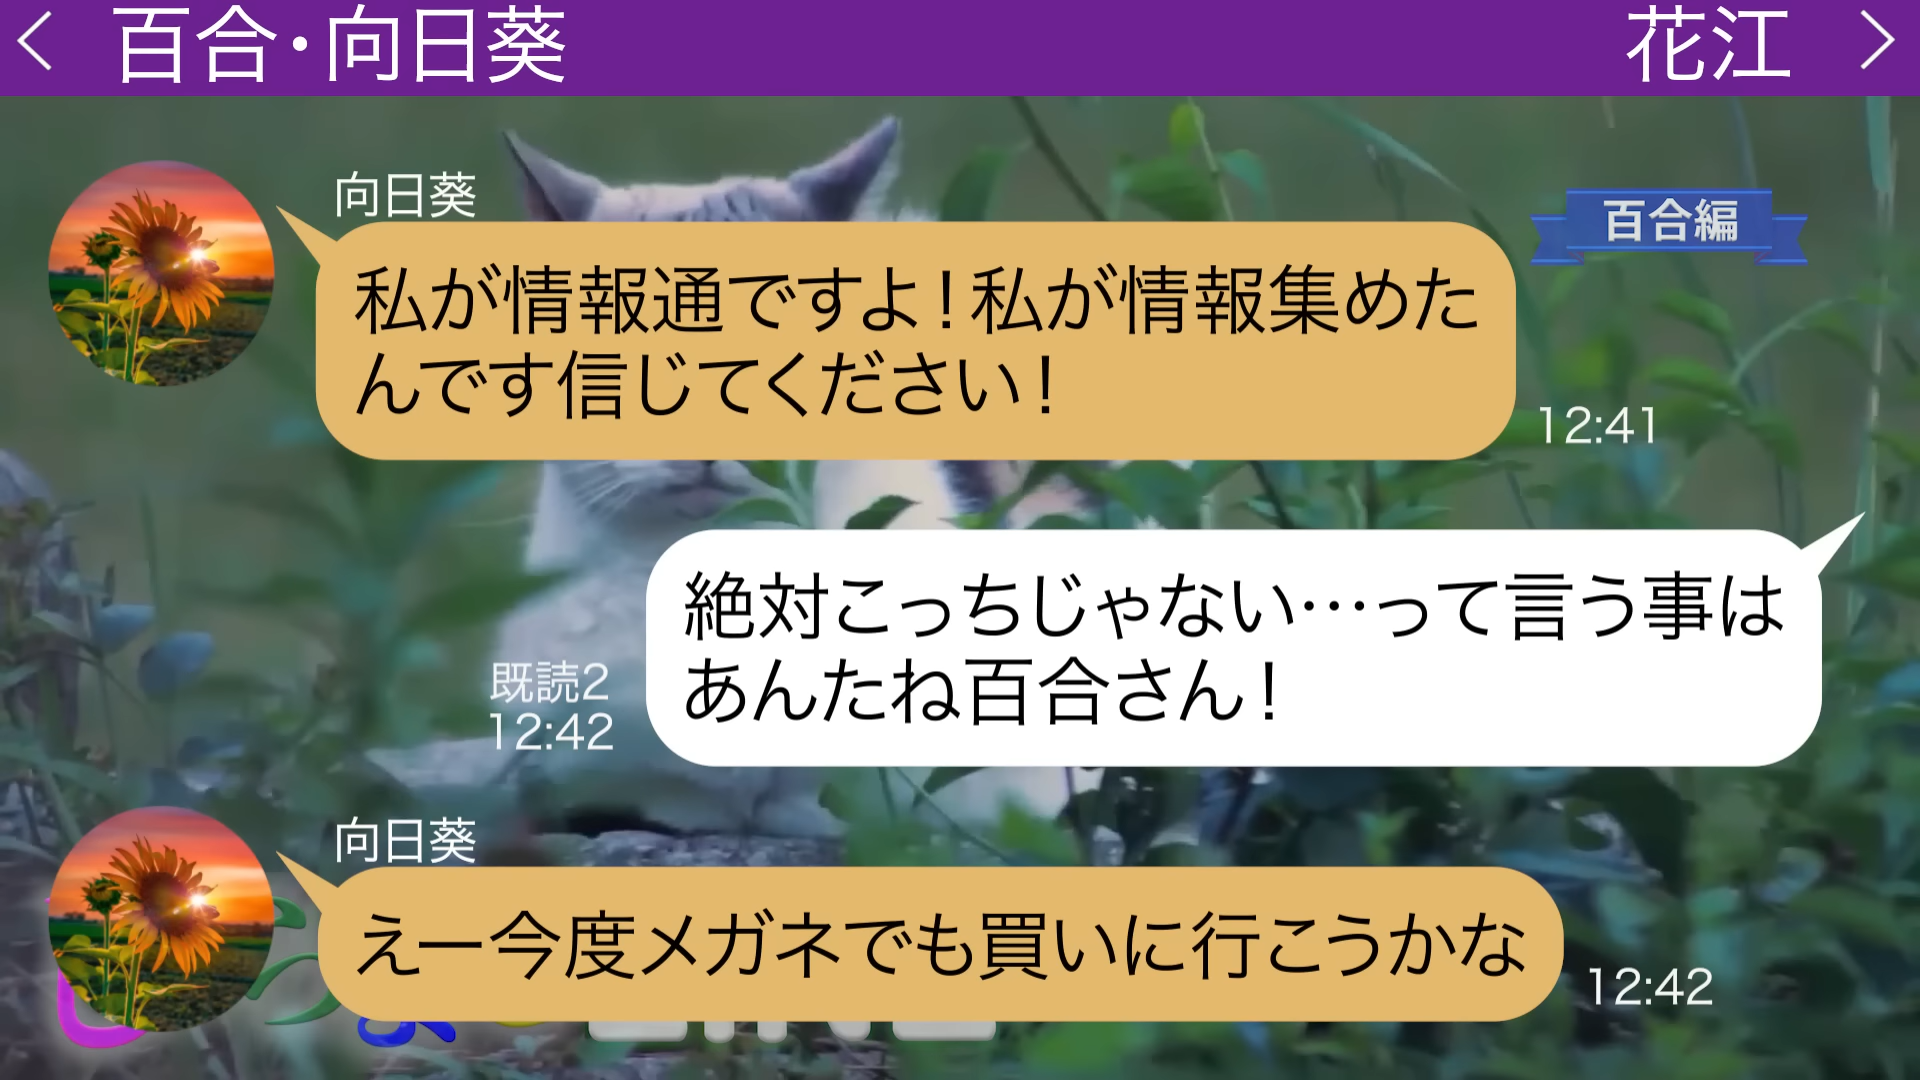 百合・向日葵
花江
向日葵
百合編
私が情報通ですよ！私が情報集めた
んです信じてください！
12:41
絶対こっちじゃない…って言う事は
あんたね百合さん！
既読2
12:42
向日葵
えー今度メガネでも買いに行こうかな
12:42